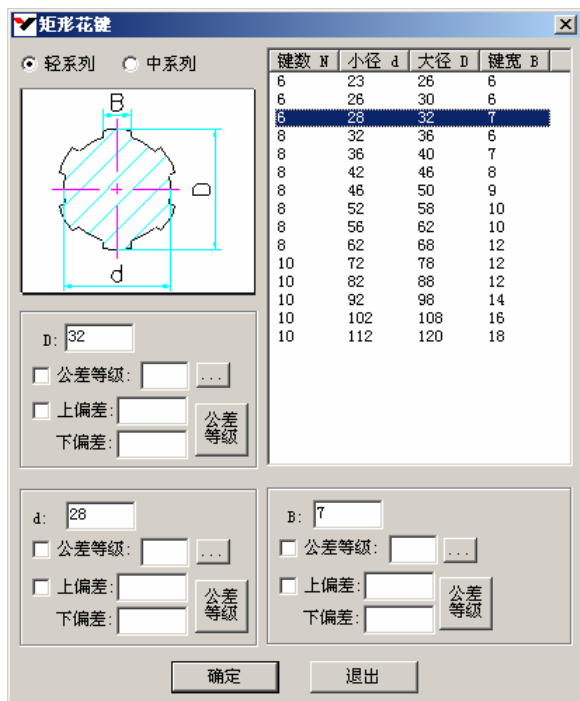 矩形花键
轻系列 中系列
键数 N 小径 d 大径 D 键宽 B
6 23 26 6
6 26 30 6
6 28 32 7
8 32 36 6
8 36 40 7
8 42 46 8
8 46 50 9
8 52 58 10
8 56 62 10
8 62 68 12
10 72 78 12
10 82 88 12
10 92 98 14
10 102 108 16
10 112 120 18
B
D
d
D: 32
公差等级: ...
上偏差:
下偏差:
公差
等级
d: 28
公差等级: ...
上偏差:
下偏差:
公差
等级
B: 7
公差等级: ...
上偏差:
下偏差:
公差
等级
确定 退出